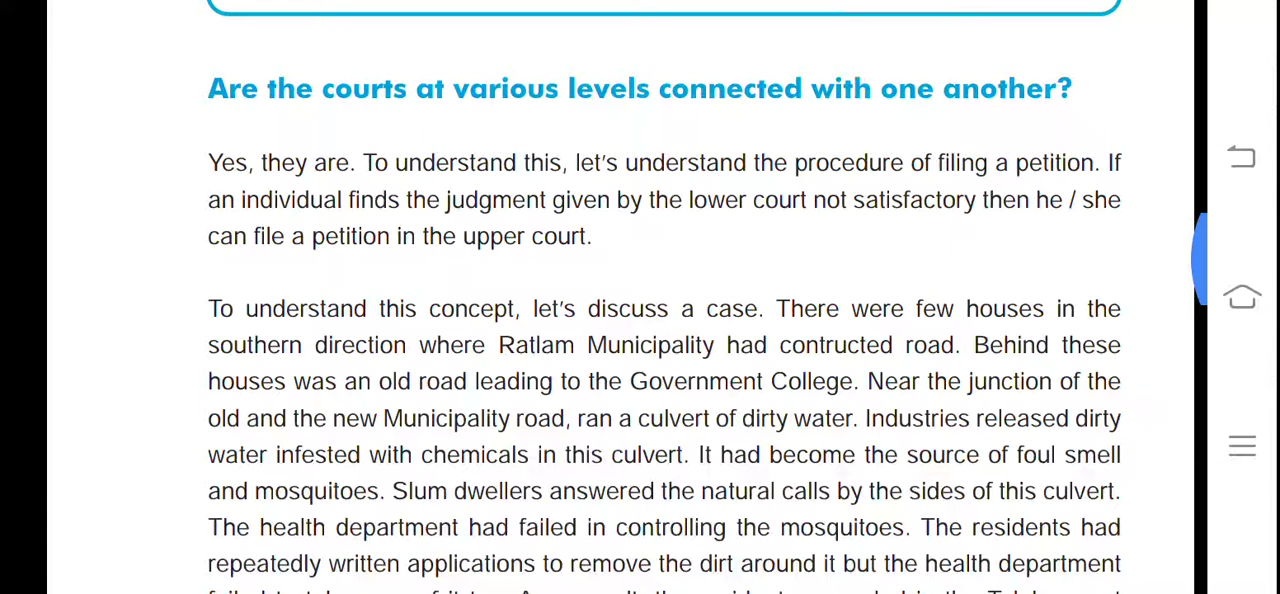 Are the courts at various levels connected with one another?
Yes, they are. To understand this, let's understand the procedure of filing a petition. If
an individual finds the judgment given by the lower court not satisfactory then he / she
can file a petition in the upper court.
To understand this concept, let's discuss a case. There were few houses in the
southern direction where Ratlam Municipality had contructed road. Behind these
houses was an old road leading to the Government College. Near the junction of the
old and the new Municipality road, ran a culvert of dirty water. Industries released dirty
water infested with chemicals in this culvert. It had become the source of foul smell
and mosquitoes. Slum dwellers answered the natural calls by the sides of this culvert.
The health department had failed in controlling the mosquitoes. The residents had
repeatedly written applications to remove the dirt around it but the health department